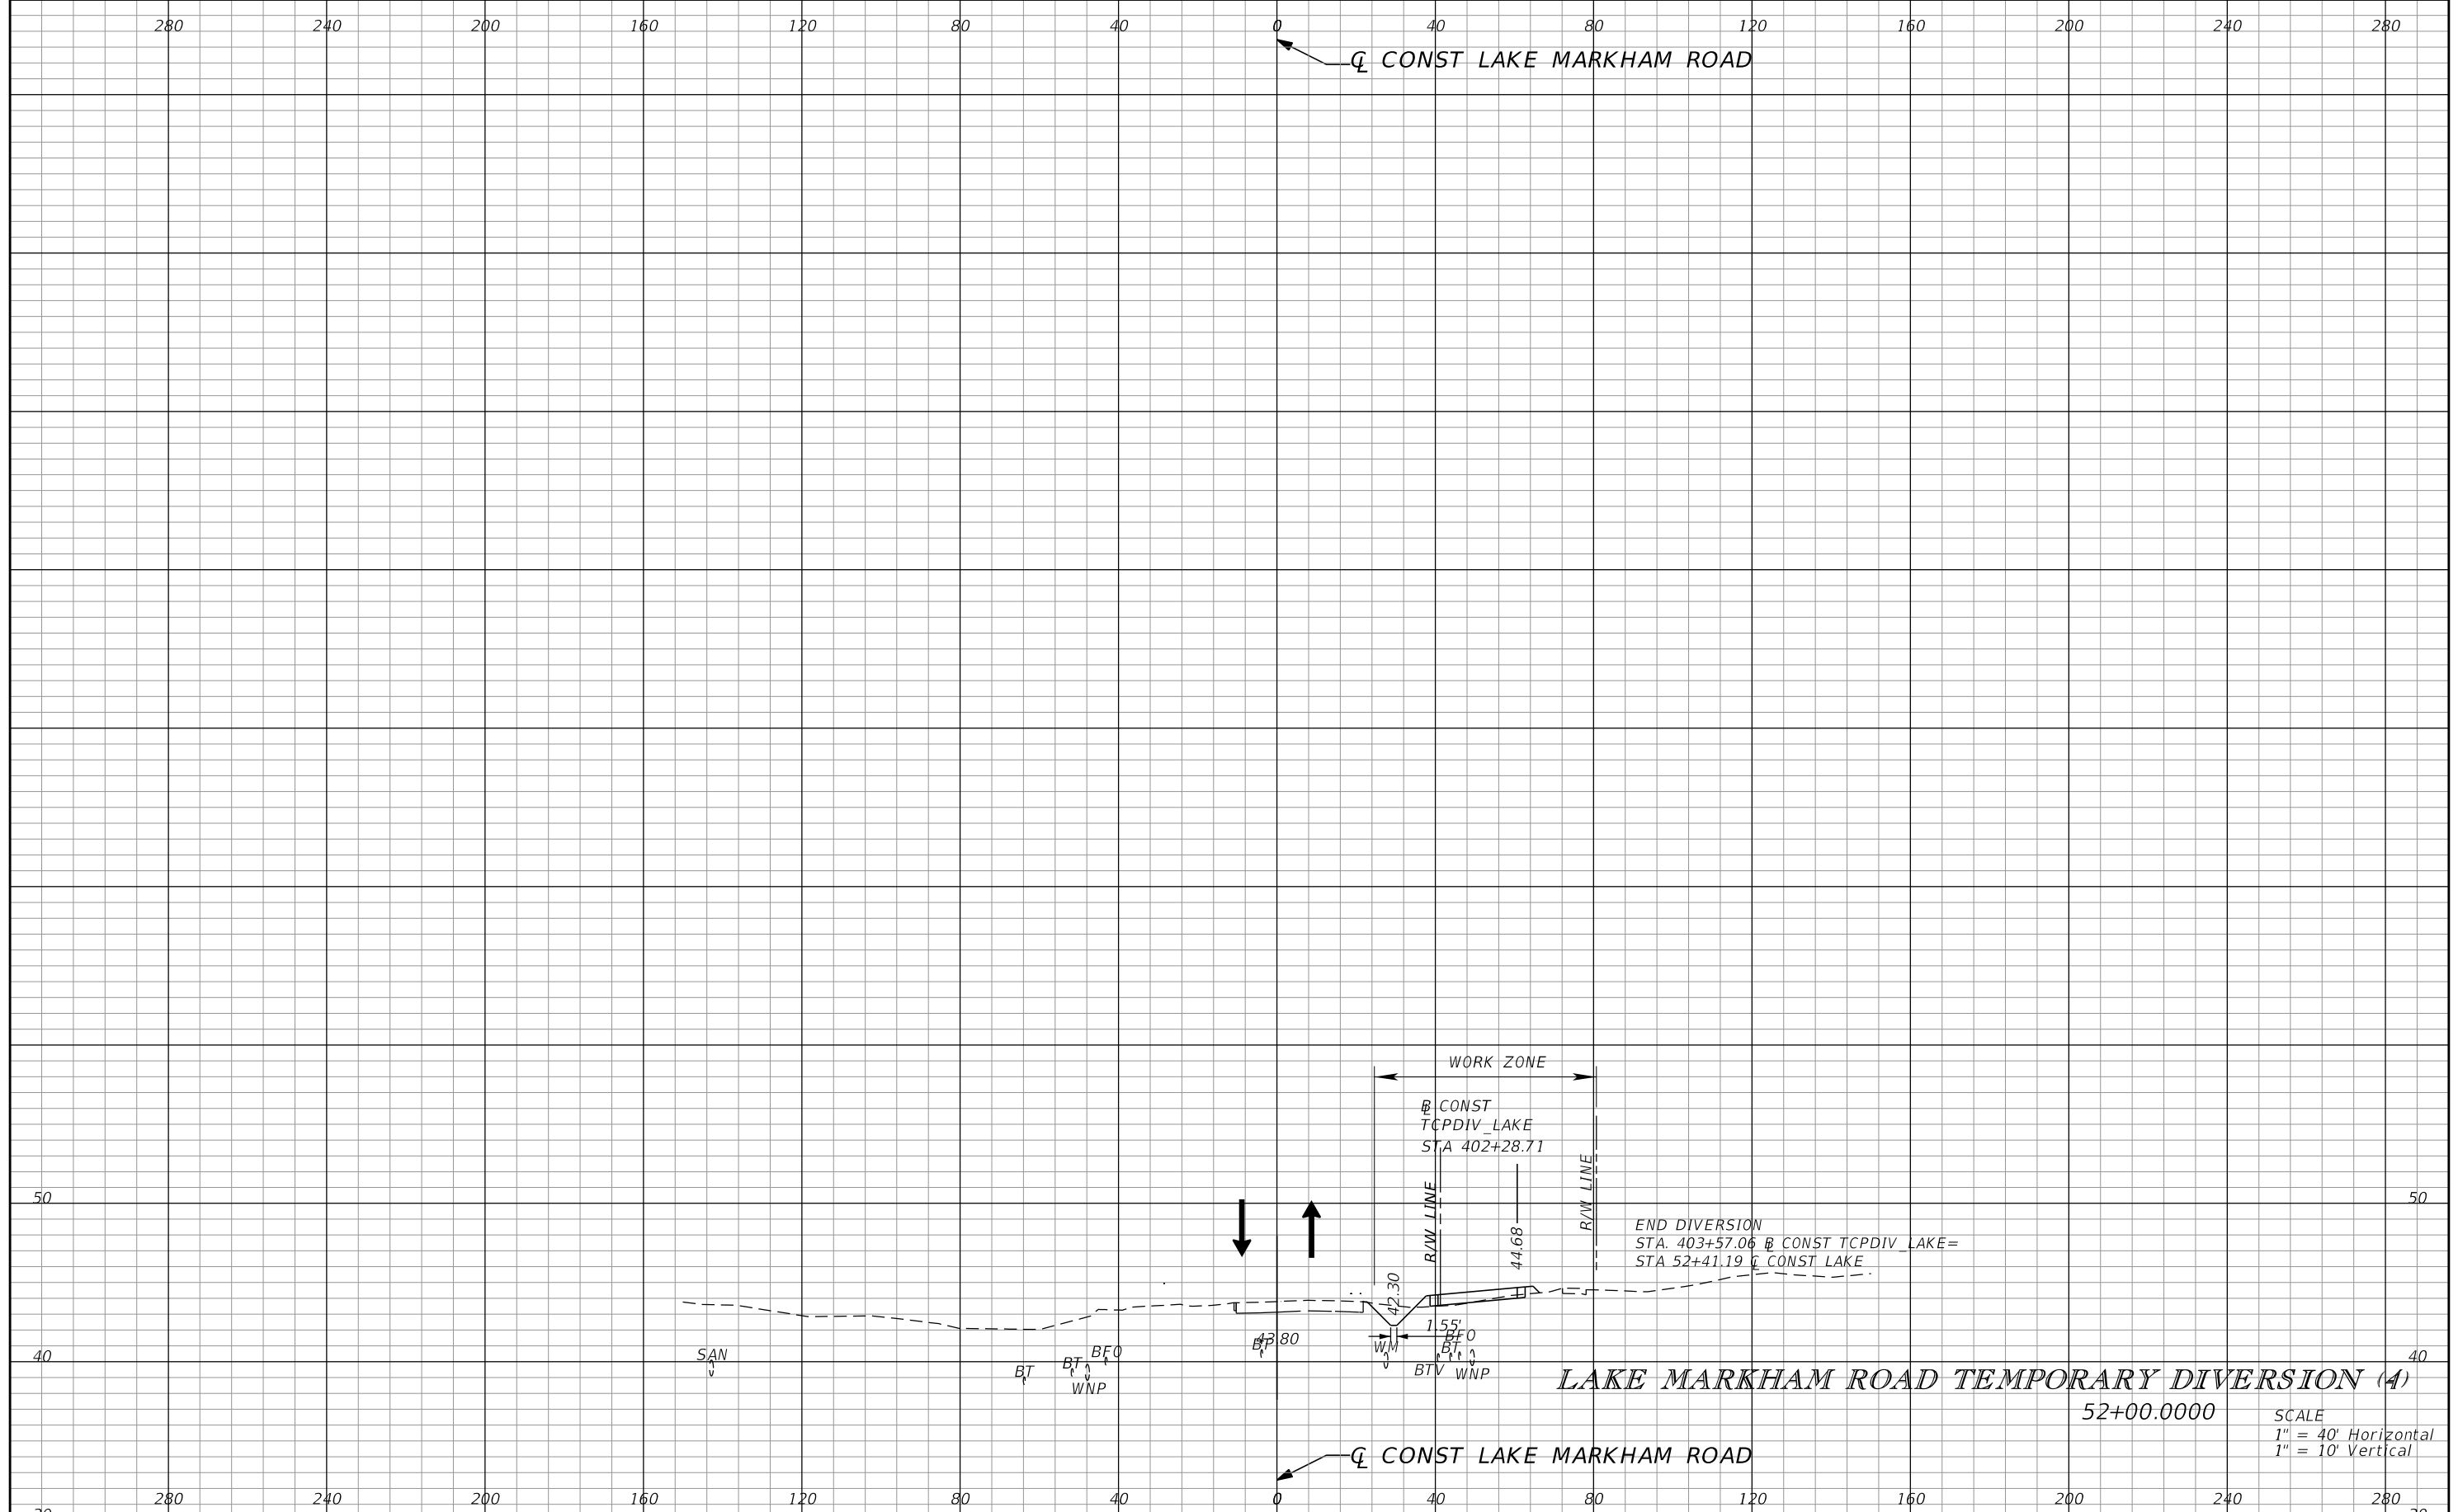 280 240 200 160 120 80 40 0 40 80 120 160 200 240 280
℄ CONST LAKE MARKHAM ROAD
WORK ZONE
℄B CONST
TCPDIV_LAKE
STA 402+28.71
R/W LINE
R/W LINE
50
50
44.68
END DIVERSION
STA. 403+57.06 BL CONST TCPDIV_LAKE=
STA 52+41.19 ℄ CONST LAKE
42.30
1.55'
43.80
BT
BFO
WM
BT
BTV
WNP
40
SAN
BT
BT
BFO
WNP
40
LAKE MARKHAM ROAD TEMPORARY DIVERSION (4)
52+00.0000
SCALE
1" = 40' Horizontal
1" = 10' Vertical
℄ CONST LAKE MARKHAM ROAD
280 240 200 160 120 80 40 0 40 80 120 160 200 240 280